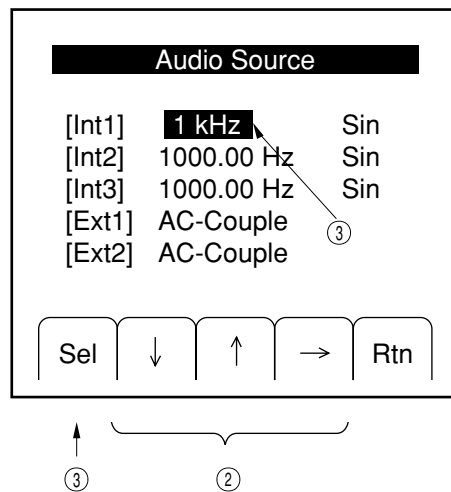 Audio Source
[Int1] 1 kHz Sin
[Int2] 1000.00 Hz Sin
[Int3] 1000.00 Hz Sin
[Ext1] AC-Couple
③
[Ext2] AC-Couple
Sel ↓ ↑ → Rtn
③ ②